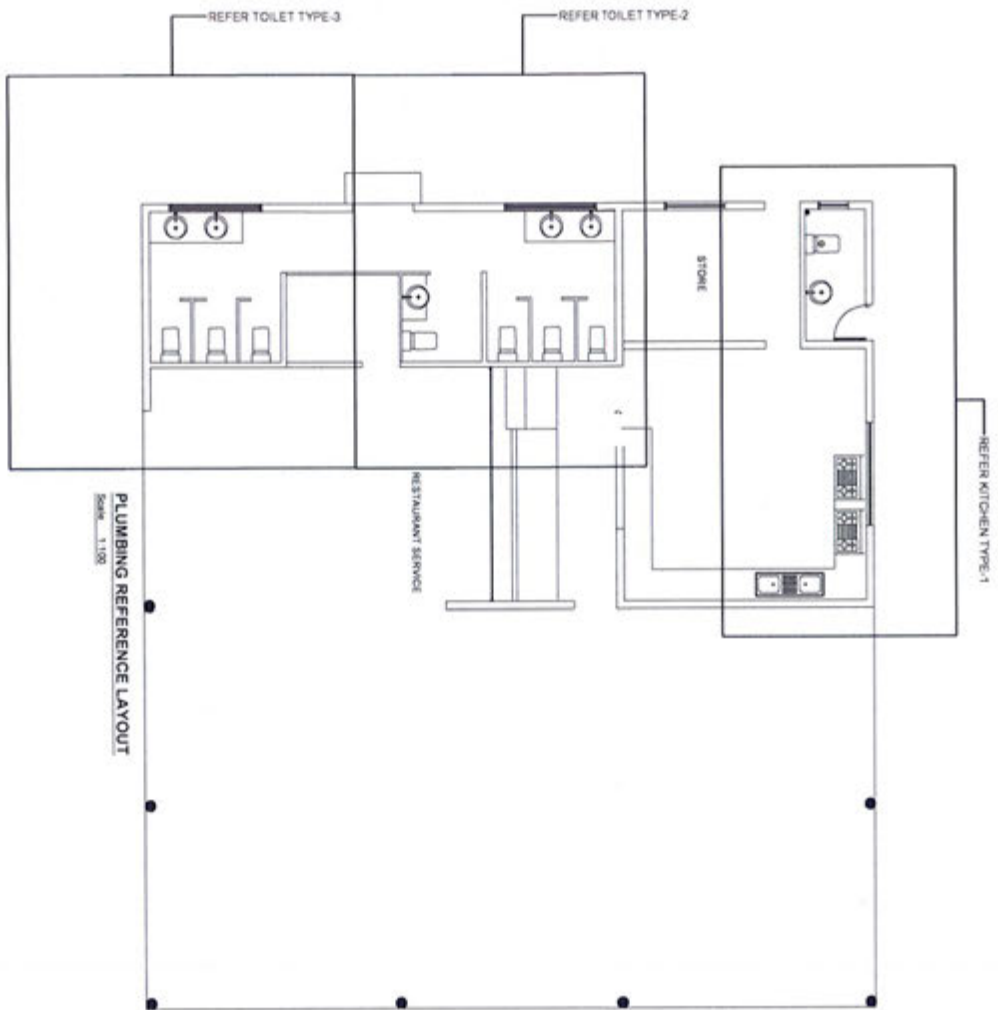 REFER TOILET TYPE-3
REFER TOILET TYPE-2
REFER KITCHEN TYPE-1
STORE
RESTAURANT SERVICE
PLUMBING REFERENCE LAYOUT
Scale 1:100